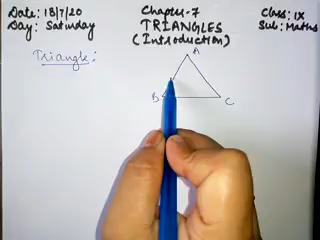 Date: 18/7/20
Day: Saturday
Chapter-7
TRIANGLES
(Introduction)
Class: IX
Sub: Maths
Triangle:
A
B
C